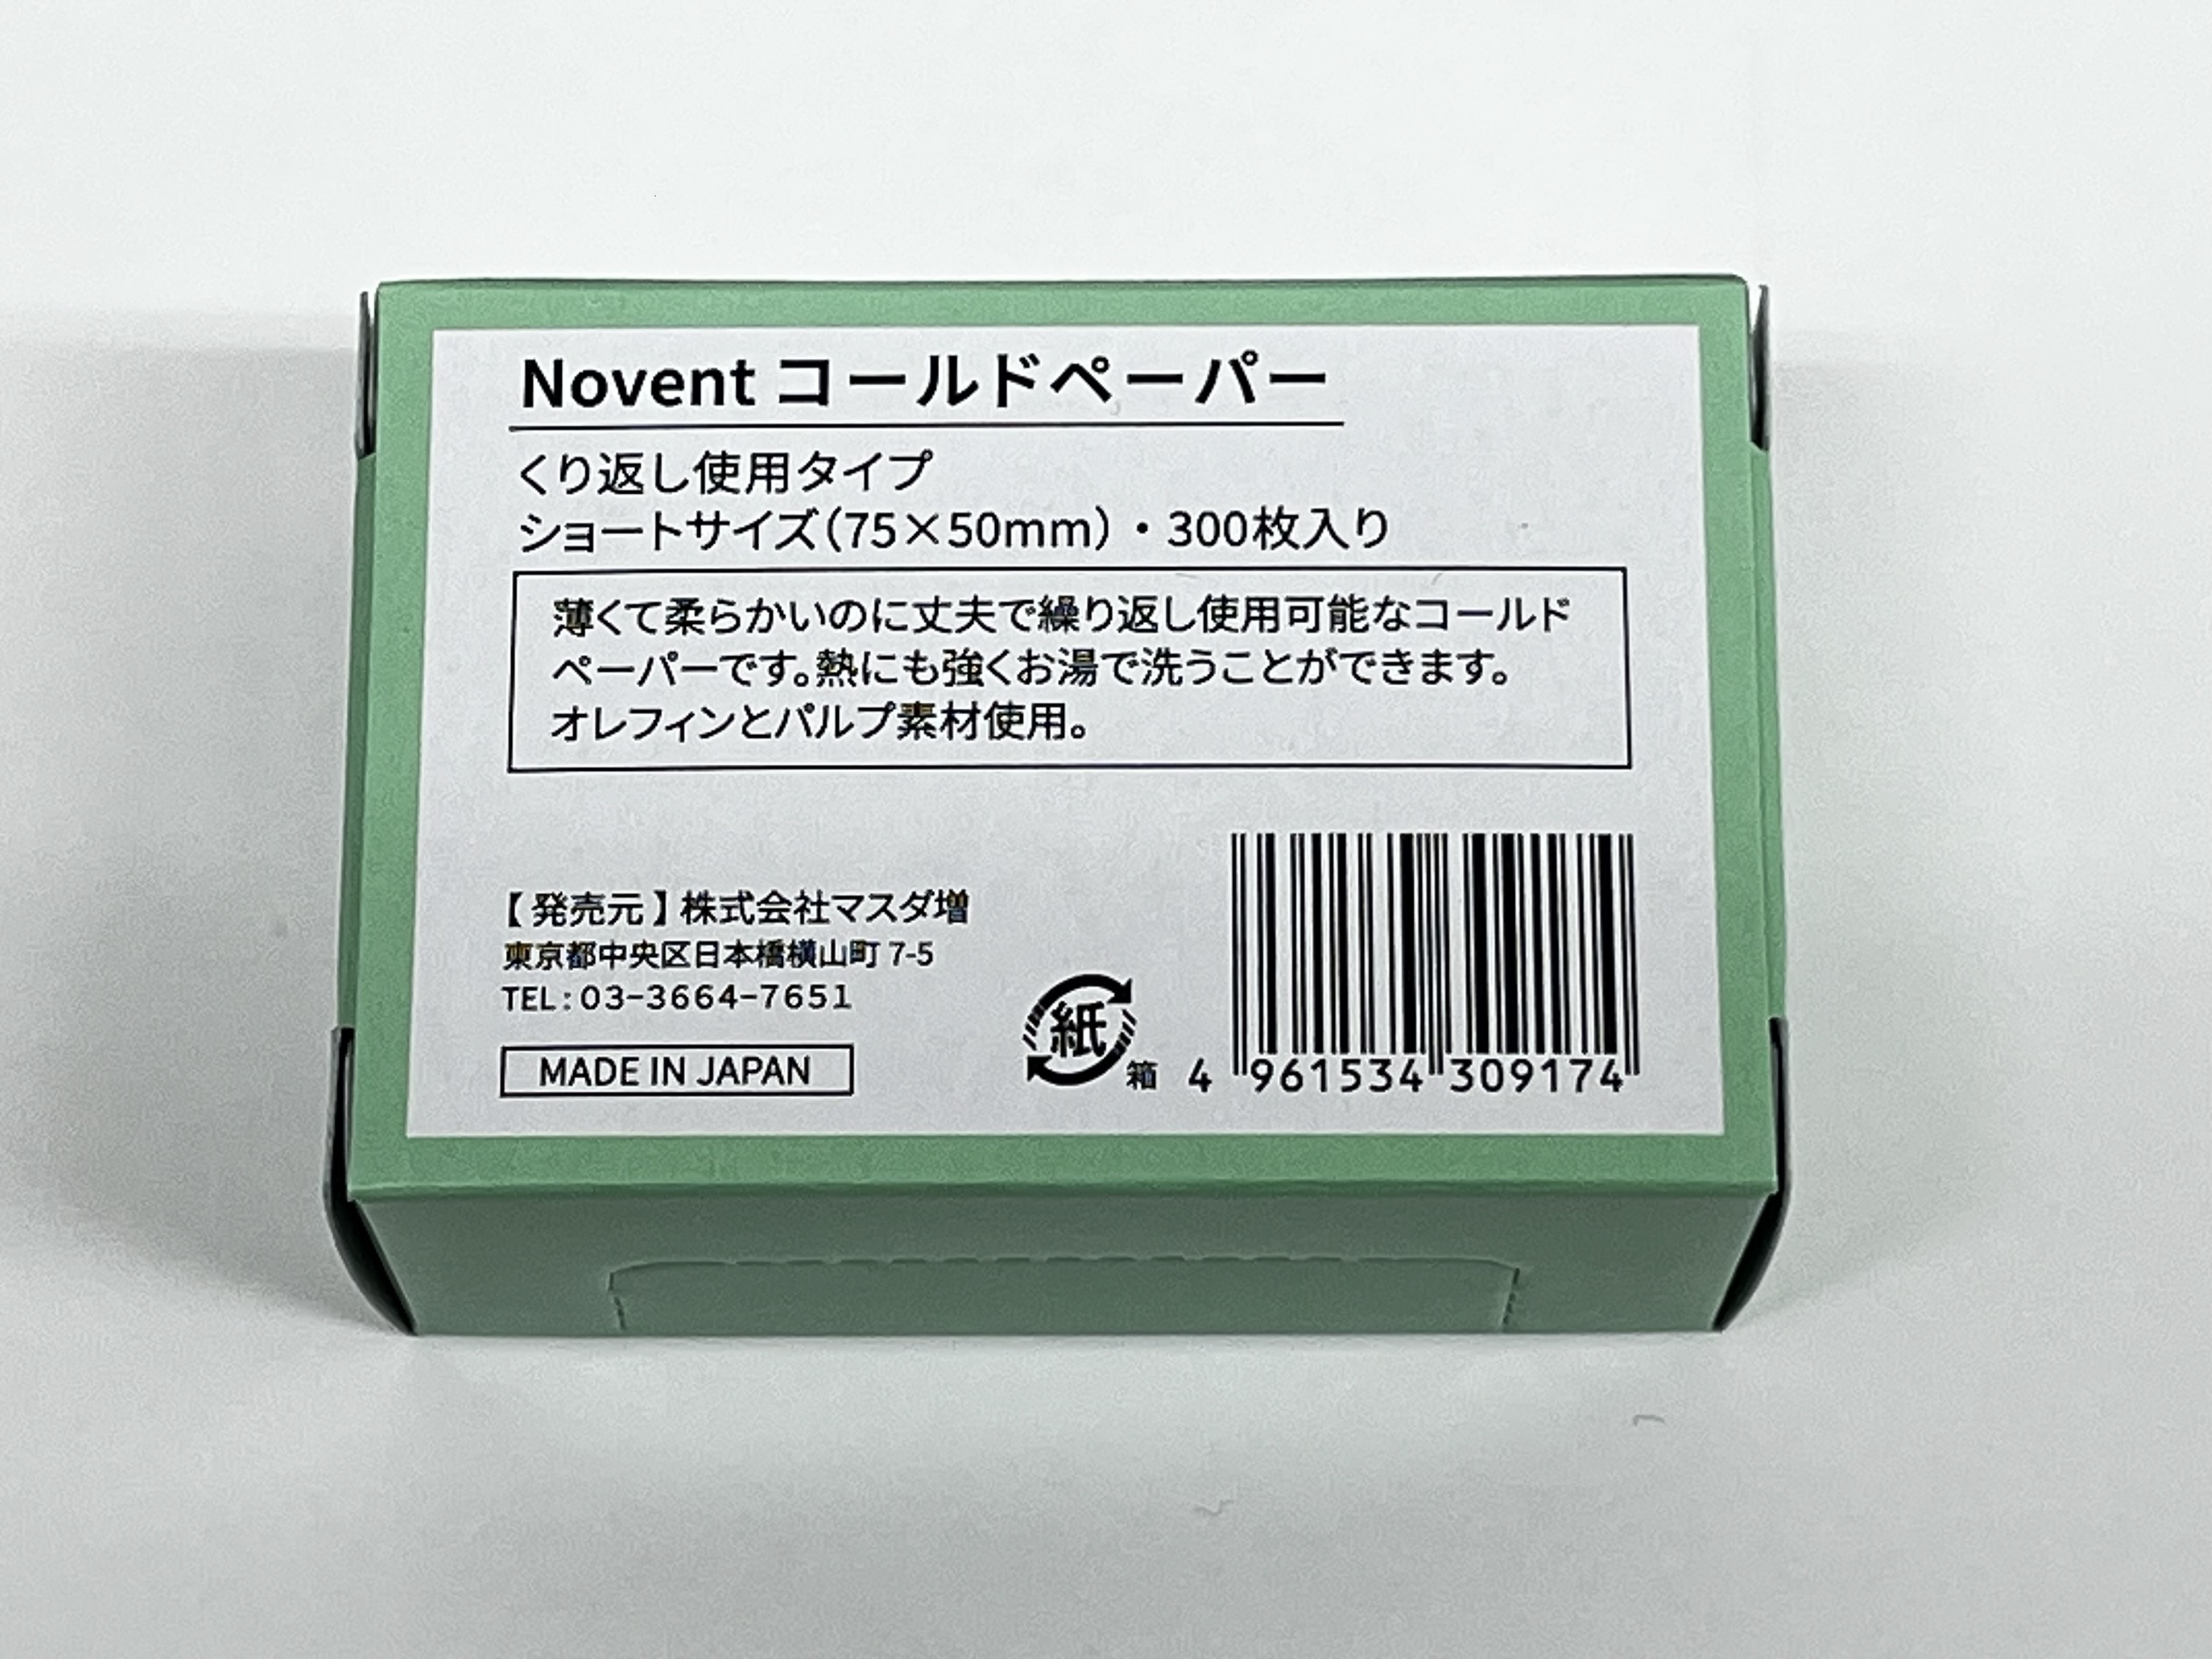 Novent コールドペーパー
くり返し使用タイプ
ショートサイズ(75×50mm)・300枚入り
薄くて柔らかいのに丈夫で繰り返し使用可能なコールド
ペーパーです。熱にも強くお湯で洗うことができます。
オレフィンとパルプ素材使用。
【発売元】株式会社マスダ増
東京都中央区日本橋横山町 7-5
TEL:03-3664-7651
MADE IN JAPAN
紙
箱
4 961534 309174